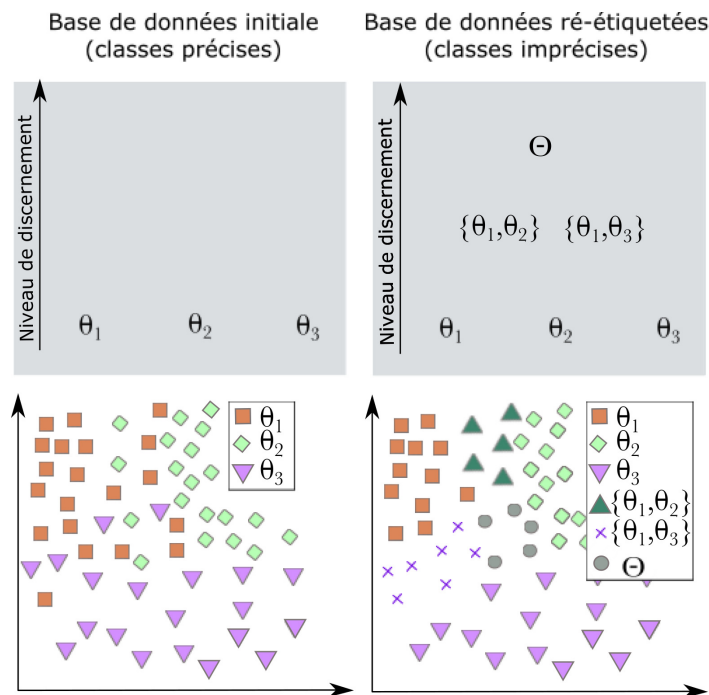 Base de données initiale
(classes précises)
Base de données ré-étiquetées
(classes imprécises)
Niveau de discernement
θ₁ θ₂ θ₃
Niveau de discernement
Θ
{θ₁,θ₂} {θ₁,θ₃}
θ₁ θ₂ θ₃
θ₁
θ₂
θ₃
θ₁
θ₂
θ₃
{θ₁,θ₂}
{θ₁,θ₃}
Θ